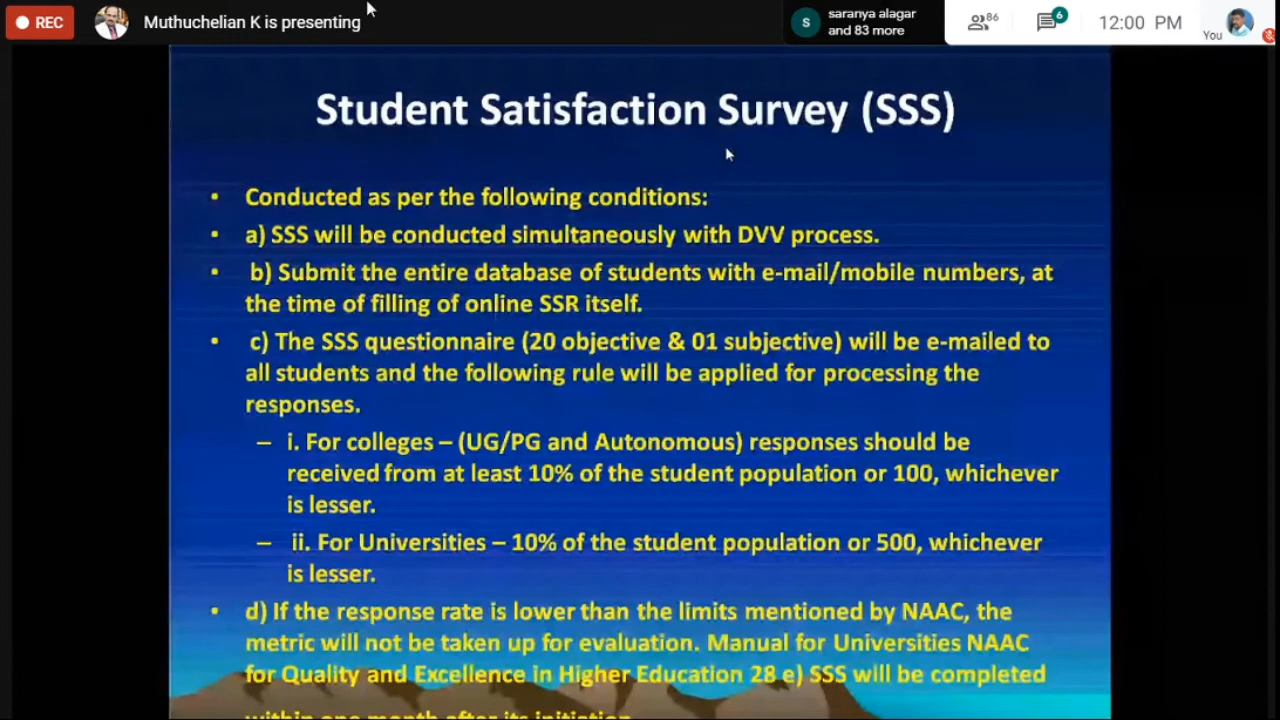 REC
Muthuchelian K is presenting
S
saranya alagar
and 83 more
86
6
12:00 PM
You
Student Satisfaction Survey (SSS)
• Conducted as per the following conditions:
• a) SSS will be conducted simultaneously with DVV process.
• b) Submit the entire database of students with e-mail/mobile numbers, at
the time of filling of online SSR itself.
• c) The SSS questionnaire (20 objective & 01 subjective) will be e-mailed to
all students and the following rule will be applied for processing the
responses.
– i. For colleges – (UG/PG and Autonomous) responses should be
received from at least 10% of the student population or 100, whichever
is lesser.
– ii. For Universities – 10% of the student population or 500, whichever
is lesser.
• d) If the response rate is lower than the limits mentioned by NAAC, the
metric will not be taken up for evaluation. Manual for Universities NAAC
for Quality and Excellence in Higher Education 28 e) SSS will be completed
within one month after its initiation.